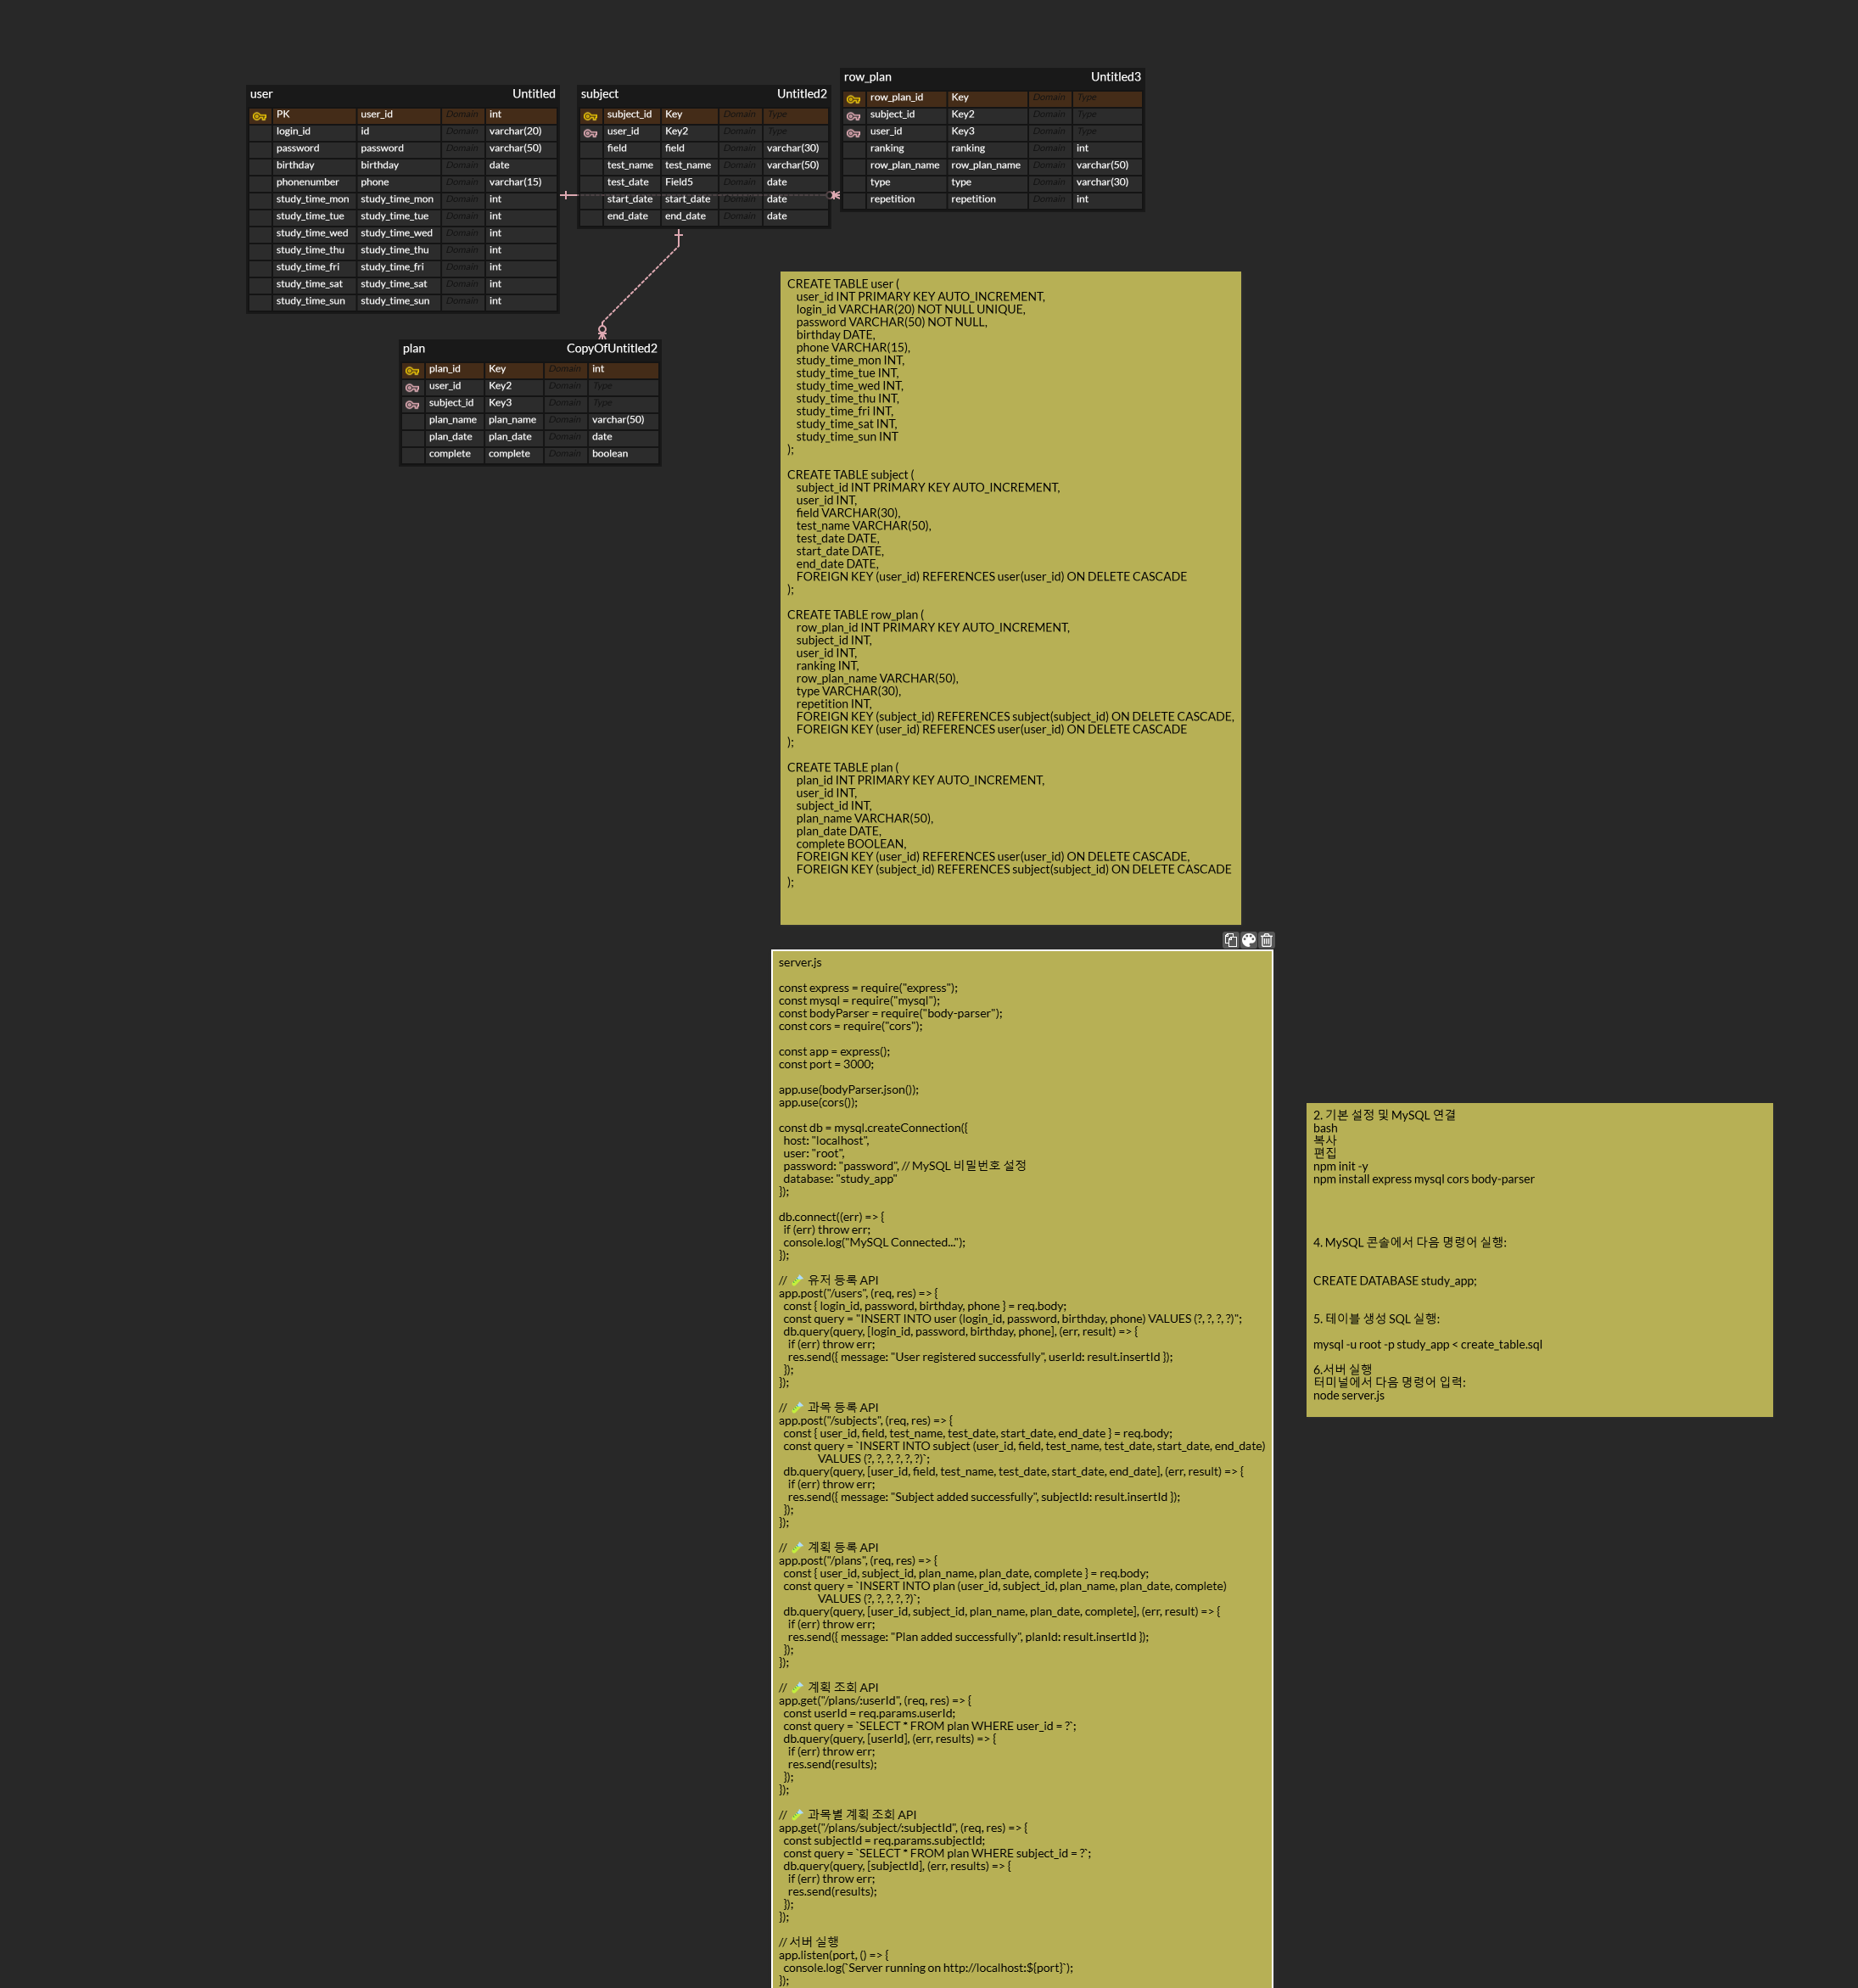 user Untitled
PK user_id Domain int
login_id id Domain varchar(20)
password password Domain varchar(50)
birthday birthday Domain date
phonenumber phone Domain varchar(15)
study_time_mon study_time_mon Domain int
study_time_tue study_time_tue Domain int
study_time_wed study_time_wed Domain int
study_time_thu study_time_thu Domain int
study_time_fri study_time_fri Domain int
study_time_sat study_time_sat Domain int
study_time_sun study_time_sun Domain int
subject Untitled2
subject_id Key Domain Type
user_id Key2 Domain Type
field field Domain varchar(30)
test_name test_name Domain varchar(50)
test_date Field5 Domain date
start_date start_date Domain date
end_date end_date Domain date
row_plan Untitled3
row_plan_id Key Domain Type
subject_id Key2 Domain Type
user_id Key3 Domain Type
ranking ranking Domain int
row_plan_name row_plan_name Domain varchar(50)
type type Domain varchar(30)
repetition repetition Domain int
plan CopyOfUntitled2
plan_id Key Domain int
user_id Key2 Domain Type
subject_id Key3 Domain Type
plan_name plan_name Domain varchar(50)
plan_date plan_date Domain date
complete complete Domain boolean
CREATE TABLE user (
user_id INT PRIMARY KEY AUTO_INCREMENT,
login_id VARCHAR(20) NOT NULL UNIQUE,
password VARCHAR(50) NOT NULL,
birthday DATE,
phone VARCHAR(15),
study_time_mon INT,
study_time_tue INT,
study_time_wed INT,
study_time_thu INT,
study_time_fri INT,
study_time_sat INT,
study_time_sun INT
);
CREATE TABLE subject (
subject_id INT PRIMARY KEY AUTO_INCREMENT,
user_id INT,
field VARCHAR(30),
test_name VARCHAR(50),
test_date DATE,
start_date DATE,
end_date DATE,
FOREIGN KEY (user_id) REFERENCES user(user_id) ON DELETE CASCADE
);
CREATE TABLE row_plan (
row_plan_id INT PRIMARY KEY AUTO_INCREMENT,
subject_id INT,
user_id INT,
ranking INT,
row_plan_name VARCHAR(50),
type VARCHAR(30),
repetition INT,
FOREIGN KEY (subject_id) REFERENCES subject(subject_id) ON DELETE CASCADE,
FOREIGN KEY (user_id) REFERENCES user(user_id) ON DELETE CASCADE
);
CREATE TABLE plan (
plan_id INT PRIMARY KEY AUTO_INCREMENT,
user_id INT,
subject_id INT,
plan_name VARCHAR(50),
plan_date DATE,
complete BOOLEAN,
FOREIGN KEY (user_id) REFERENCES user(user_id) ON DELETE CASCADE,
FOREIGN KEY (subject_id) REFERENCES subject(subject_id) ON DELETE CASCADE
);
server.js
const express = require("express");
const mysql = require("mysql");
const bodyParser = require("body-parser");
const cors = require("cors");
const app = express();
const port = 3000;
app.use(bodyParser.json());
app.use(cors());
const db = mysql.createConnection({
host: "localhost",
user: "root",
password: "password", // MySQL 비밀번호 설정
database: "study_app"
});
db.connect((err) => {
if (err) throw err;
console.log("MySQL Connected...");
});
// 유저 등록 API
app.post("/users", (req, res) => {
const { login_id, password, birthday, phone } = req.body;
const query = "INSERT INTO user (login_id, password, birthday, phone) VALUES (?, ?, ?, ?)";
db.query(query, [login_id, password, birthday, phone], (err, result) => {
if (err) throw err;
res.send({ message: "User registered successfully", userId: result.insertId });
});
});
// 과목 등록 API
app.post("/subjects", (req, res) => {
const { user_id, field, test_name, test_date, start_date, end_date } = req.body;
const query = `INSERT INTO subject (user_id, field, test_name, test_date, start_date, end_date)
VALUES (?, ?, ?, ?, ?, ?)`;
db.query(query, [user_id, field, test_name, test_date, start_date, end_date], (err, result) => {
if (err) throw err;
res.send({ message: "Subject added successfully", subjectId: result.insertId });
});
});
// 계획 등록 API
app.post("/plans", (req, res) => {
const { user_id, subject_id, plan_name, plan_date, complete } = req.body;
const query = `INSERT INTO plan (user_id, subject_id, plan_name, plan_date, complete)
VALUES (?, ?, ?, ?, ?)`;
db.query(query, [user_id, subject_id, plan_name, plan_date, complete], (err, result) => {
if (err) throw err;
res.send({ message: "Plan added successfully", planId: result.insertId });
});
});
// 계획 조회 API
app.get("/plans/:userId", (req, res) => {
const userId = req.params.userId;
const query = `SELECT * FROM plan WHERE user_id = ?`;
db.query(query, [userId], (err, results) => {
if (err) throw err;
res.send(results);
});
});
// 과목별 계획 조회 API
app.get("/plans/subject/:subjectId", (req, res) => {
const subjectId = req.params.subjectId;
const query = `SELECT * FROM plan WHERE subject_id = ?`;
db.query(query, [subjectId], (err, results) => {
if (err) throw err;
res.send(results);
});
});
// 서버 실행
app.listen(port, () => {
console.log(`Server running on http://localhost:${port}`);
});
2. 기본 설정 및 MySQL 연결
bash
복사
편집
npm init -y
npm install express mysql cors body-parser
4. MySQL 콘솔에서 다음 명령어 실행:
CREATE DATABASE study_app;
5. 테이블 생성 SQL 실행:
mysql -u root -p study_app < create_table.sql
6.서버 실행
터미널에서 다음 명령어 입력:
node server.js